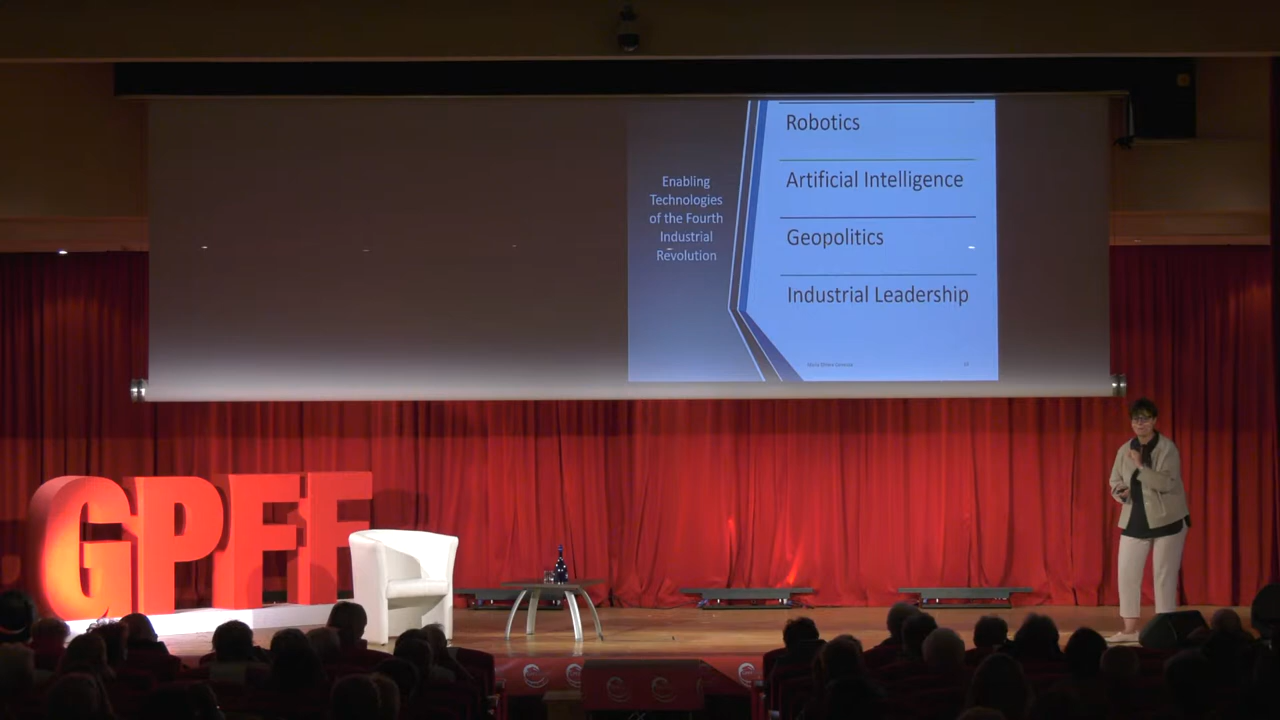 Enabling
Technologies
of the Fourth
Industrial
Revolution
Robotics
Artificial Intelligence
Geopolitics
Industrial Leadership
GPFF